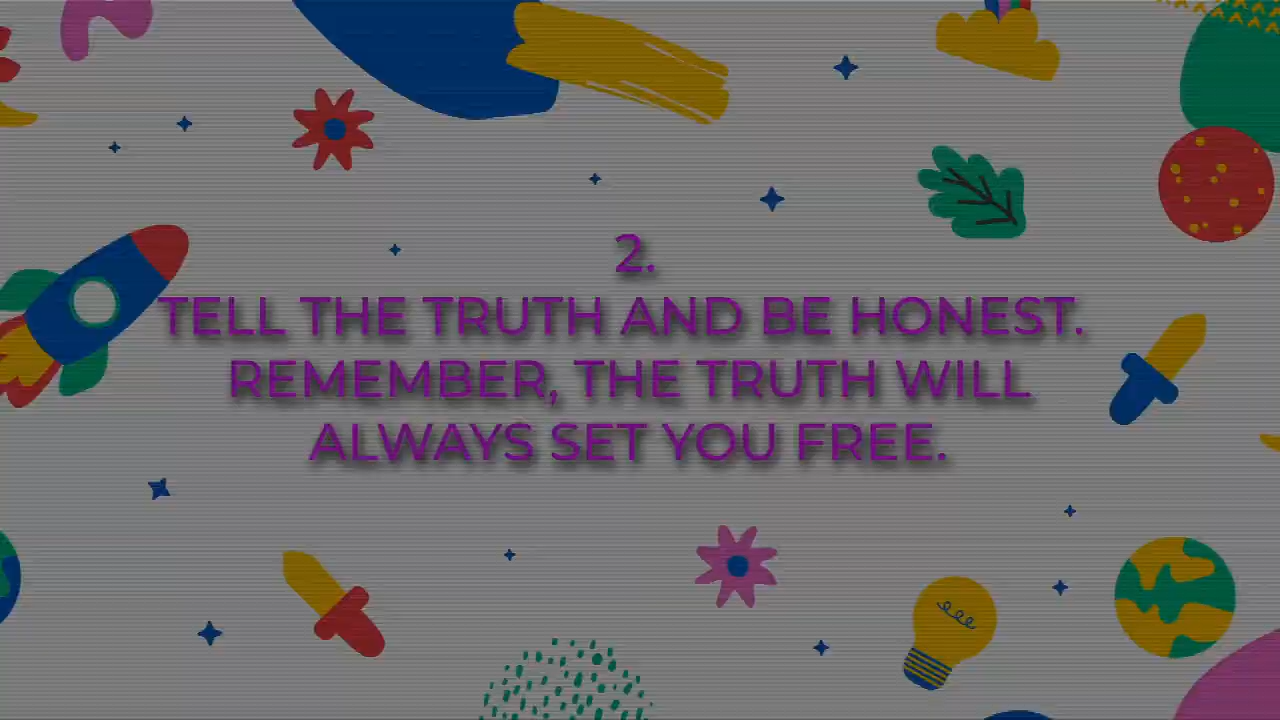 2.
TELL THE TRUTH AND BE HONEST.
REMEMBER, THE TRUTH WILL
ALWAYS SET YOU FREE.